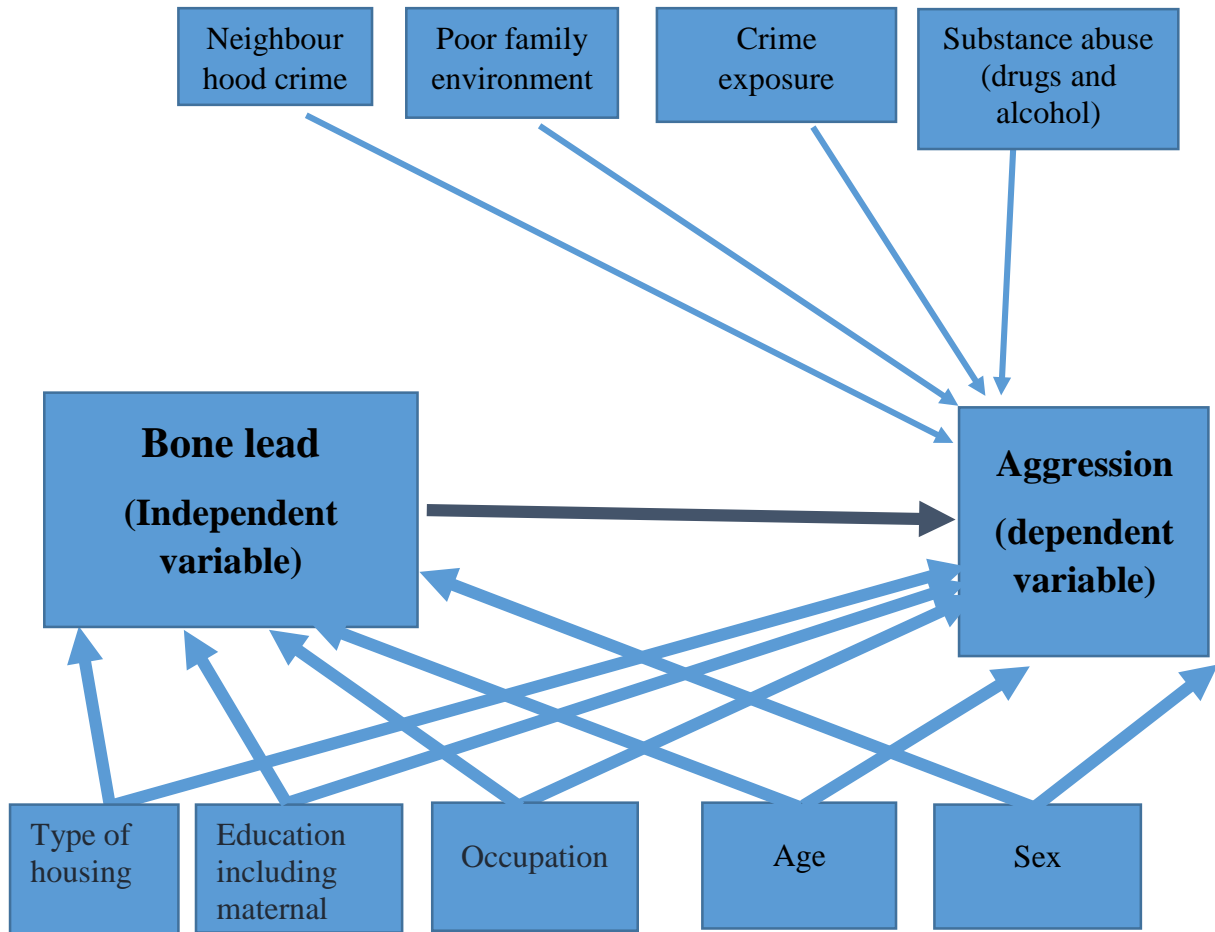 Neighbour
hood crime
Poor family
environment
Crime
exposure
Substance abuse
(drugs and
alcohol)
Bone lead
(Independent
variable)
Aggression
(dependent
variable)
Type of
housing
Education
including
maternal
Occupation
Age
Sex